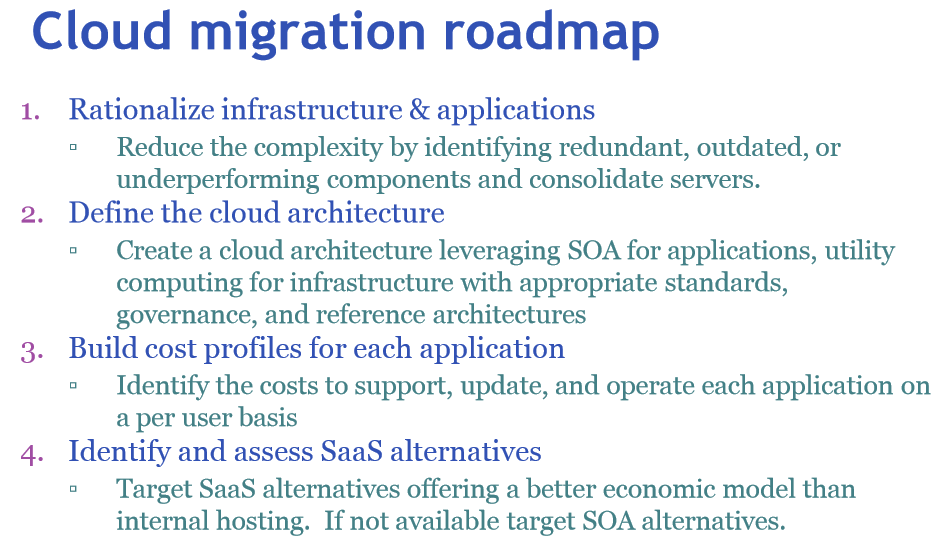 Cloud migration roadmap
1. Rationalize infrastructure & applications
▫ Reduce the complexity by identifying redundant, outdated, or
underperforming components and consolidate servers.
2. Define the cloud architecture
▫ Create a cloud architecture leveraging SOA for applications, utility
computing for infrastructure with appropriate standards,
governance, and reference architectures
3. Build cost profiles for each application
▫ Identify the costs to support, update, and operate each application on
a per user basis
4. Identify and assess SaaS alternatives
▫ Target SaaS alternatives offering a better economic model than
internal hosting.  If not available target SOA alternatives.